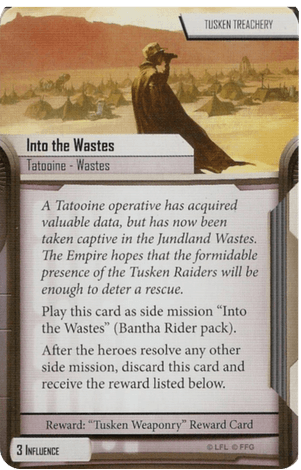 TUSKEN TREACHERY
Into the Wastes
Tatooine - Wastes
A Tatooine operative has acquired
valuable data, but has now been
taken captive in the Jundland Wastes.
The Empire hopes that the formidable
presence of the Tusken Raiders will be
enough to deter a rescue.
Play this card as side mission “Into
the Wastes” (Bantha Rider pack).
After the heroes resolve any other
side mission, discard this card and
receive the reward listed below.
Reward: “Tusken Weaponry” Reward Card
3 INFLUENCE
© LFL © FFG